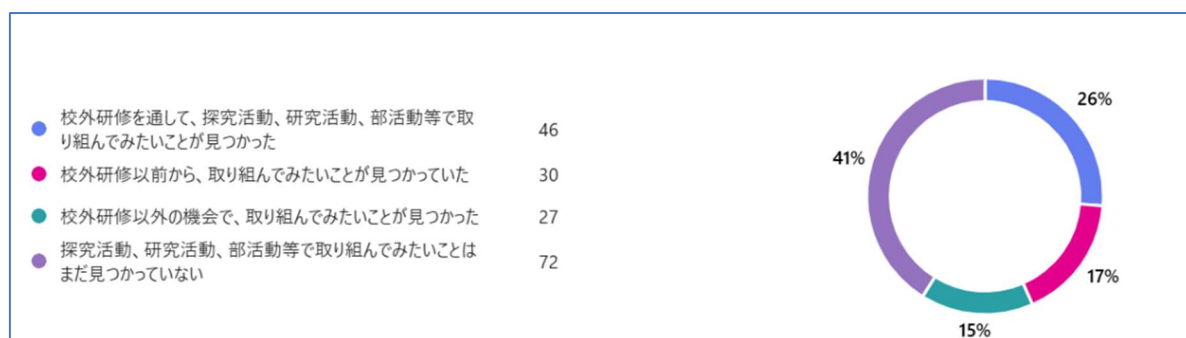 校外研修を通して、探究活動、研究活動、部活動等で取
り組んでみたいことが見つかった
46
校外研修以前から、取り組んでみたいことが見つかっていた
30
校外研修以外の機会で、取り組んでみたいことが見つかった
27
探究活動、研究活動、部活動等で取り組んでみたいことは
まだ見つかっていない
72
26%
41%
17%
15%